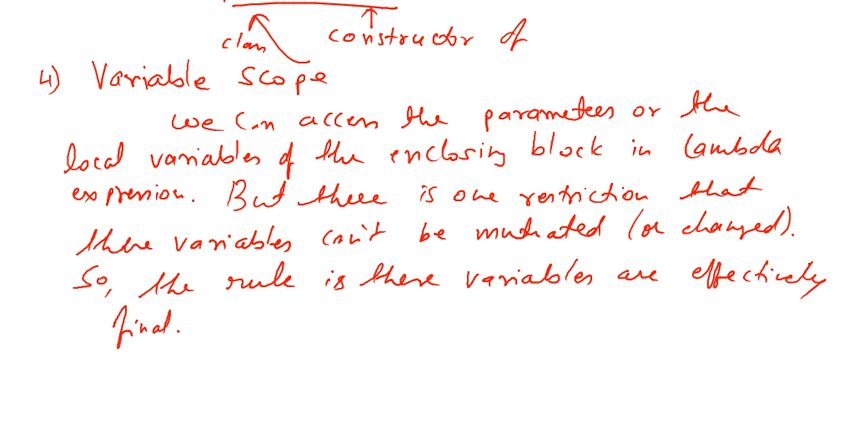 class constructor of
4) Variable scope
we can access the parameters or the
local variables of the enclosing block in lambda
expression. But there is one restriction that
these variables can't be mutated (or changed).
So, the rule is these variables are effectively
final.